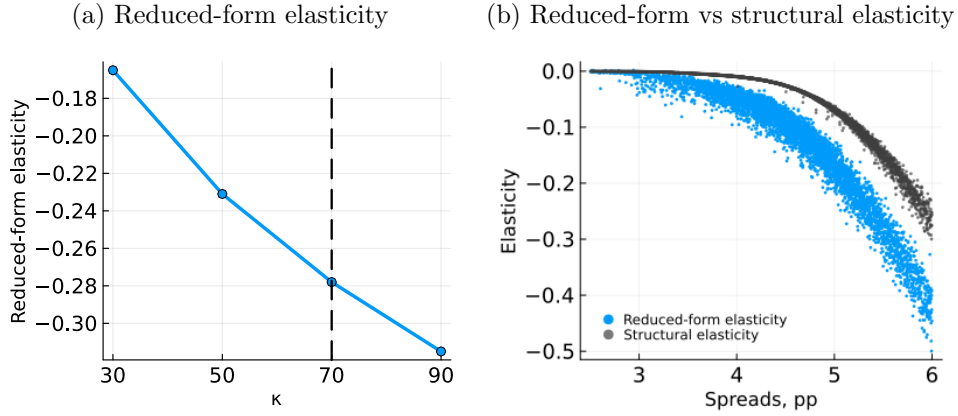 (a) Reduced-form elasticity
Reduced-form elasticity
−0.18
−0.20
−0.22
−0.24
−0.26
−0.28
−0.30
30
50
70
90
κ
(b) Reduced-form vs structural elasticity
Elasticity
0.0
−0.1
−0.2
−0.3
−0.4
−0.5
Reduced-form elasticity
Structural elasticity
3
4
5
6
Spreads, pp